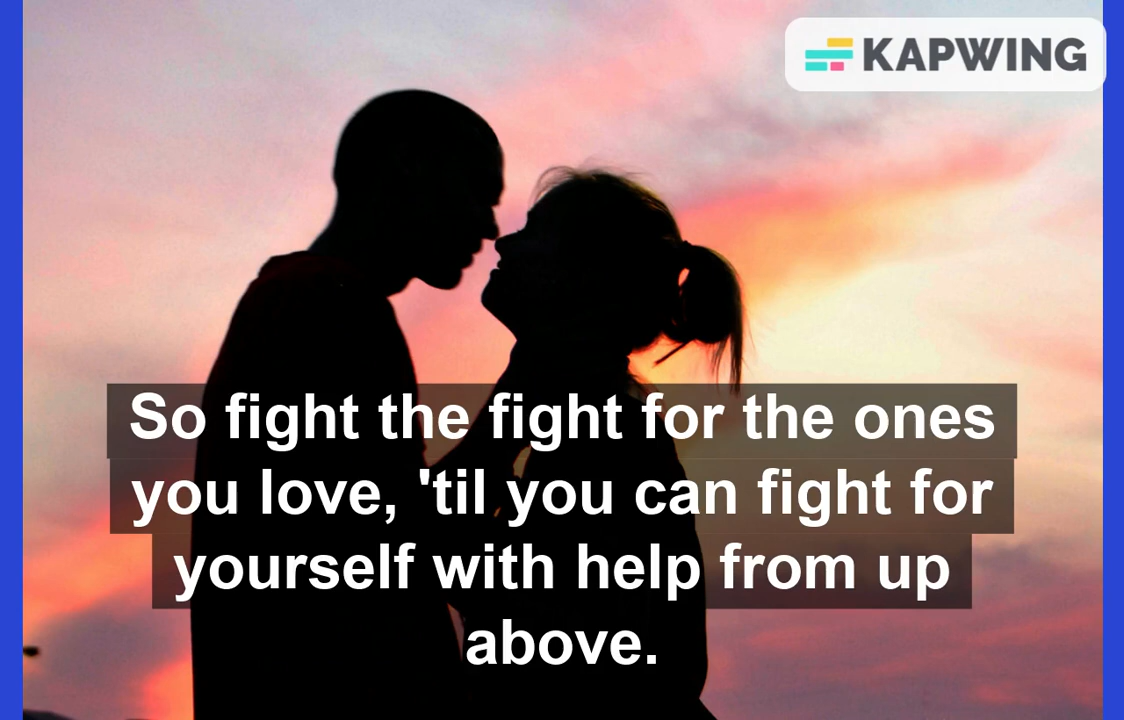 KAPWING
So fight the fight for the ones
you love, 'til you can fight for
yourself with help from up
above.